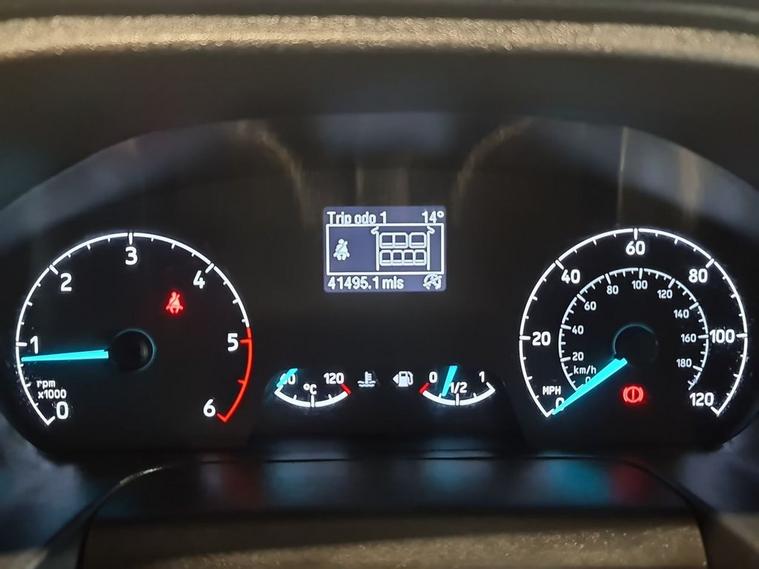 Trip odo 1 14°
41495.1 mls
0 1 2 3 4 5 6
rpm
x1000
°C 120
0 1/2 1
0 20 40 60 80 100 120
MPH
20 40 60 80 100 120 140 160 180
km/h